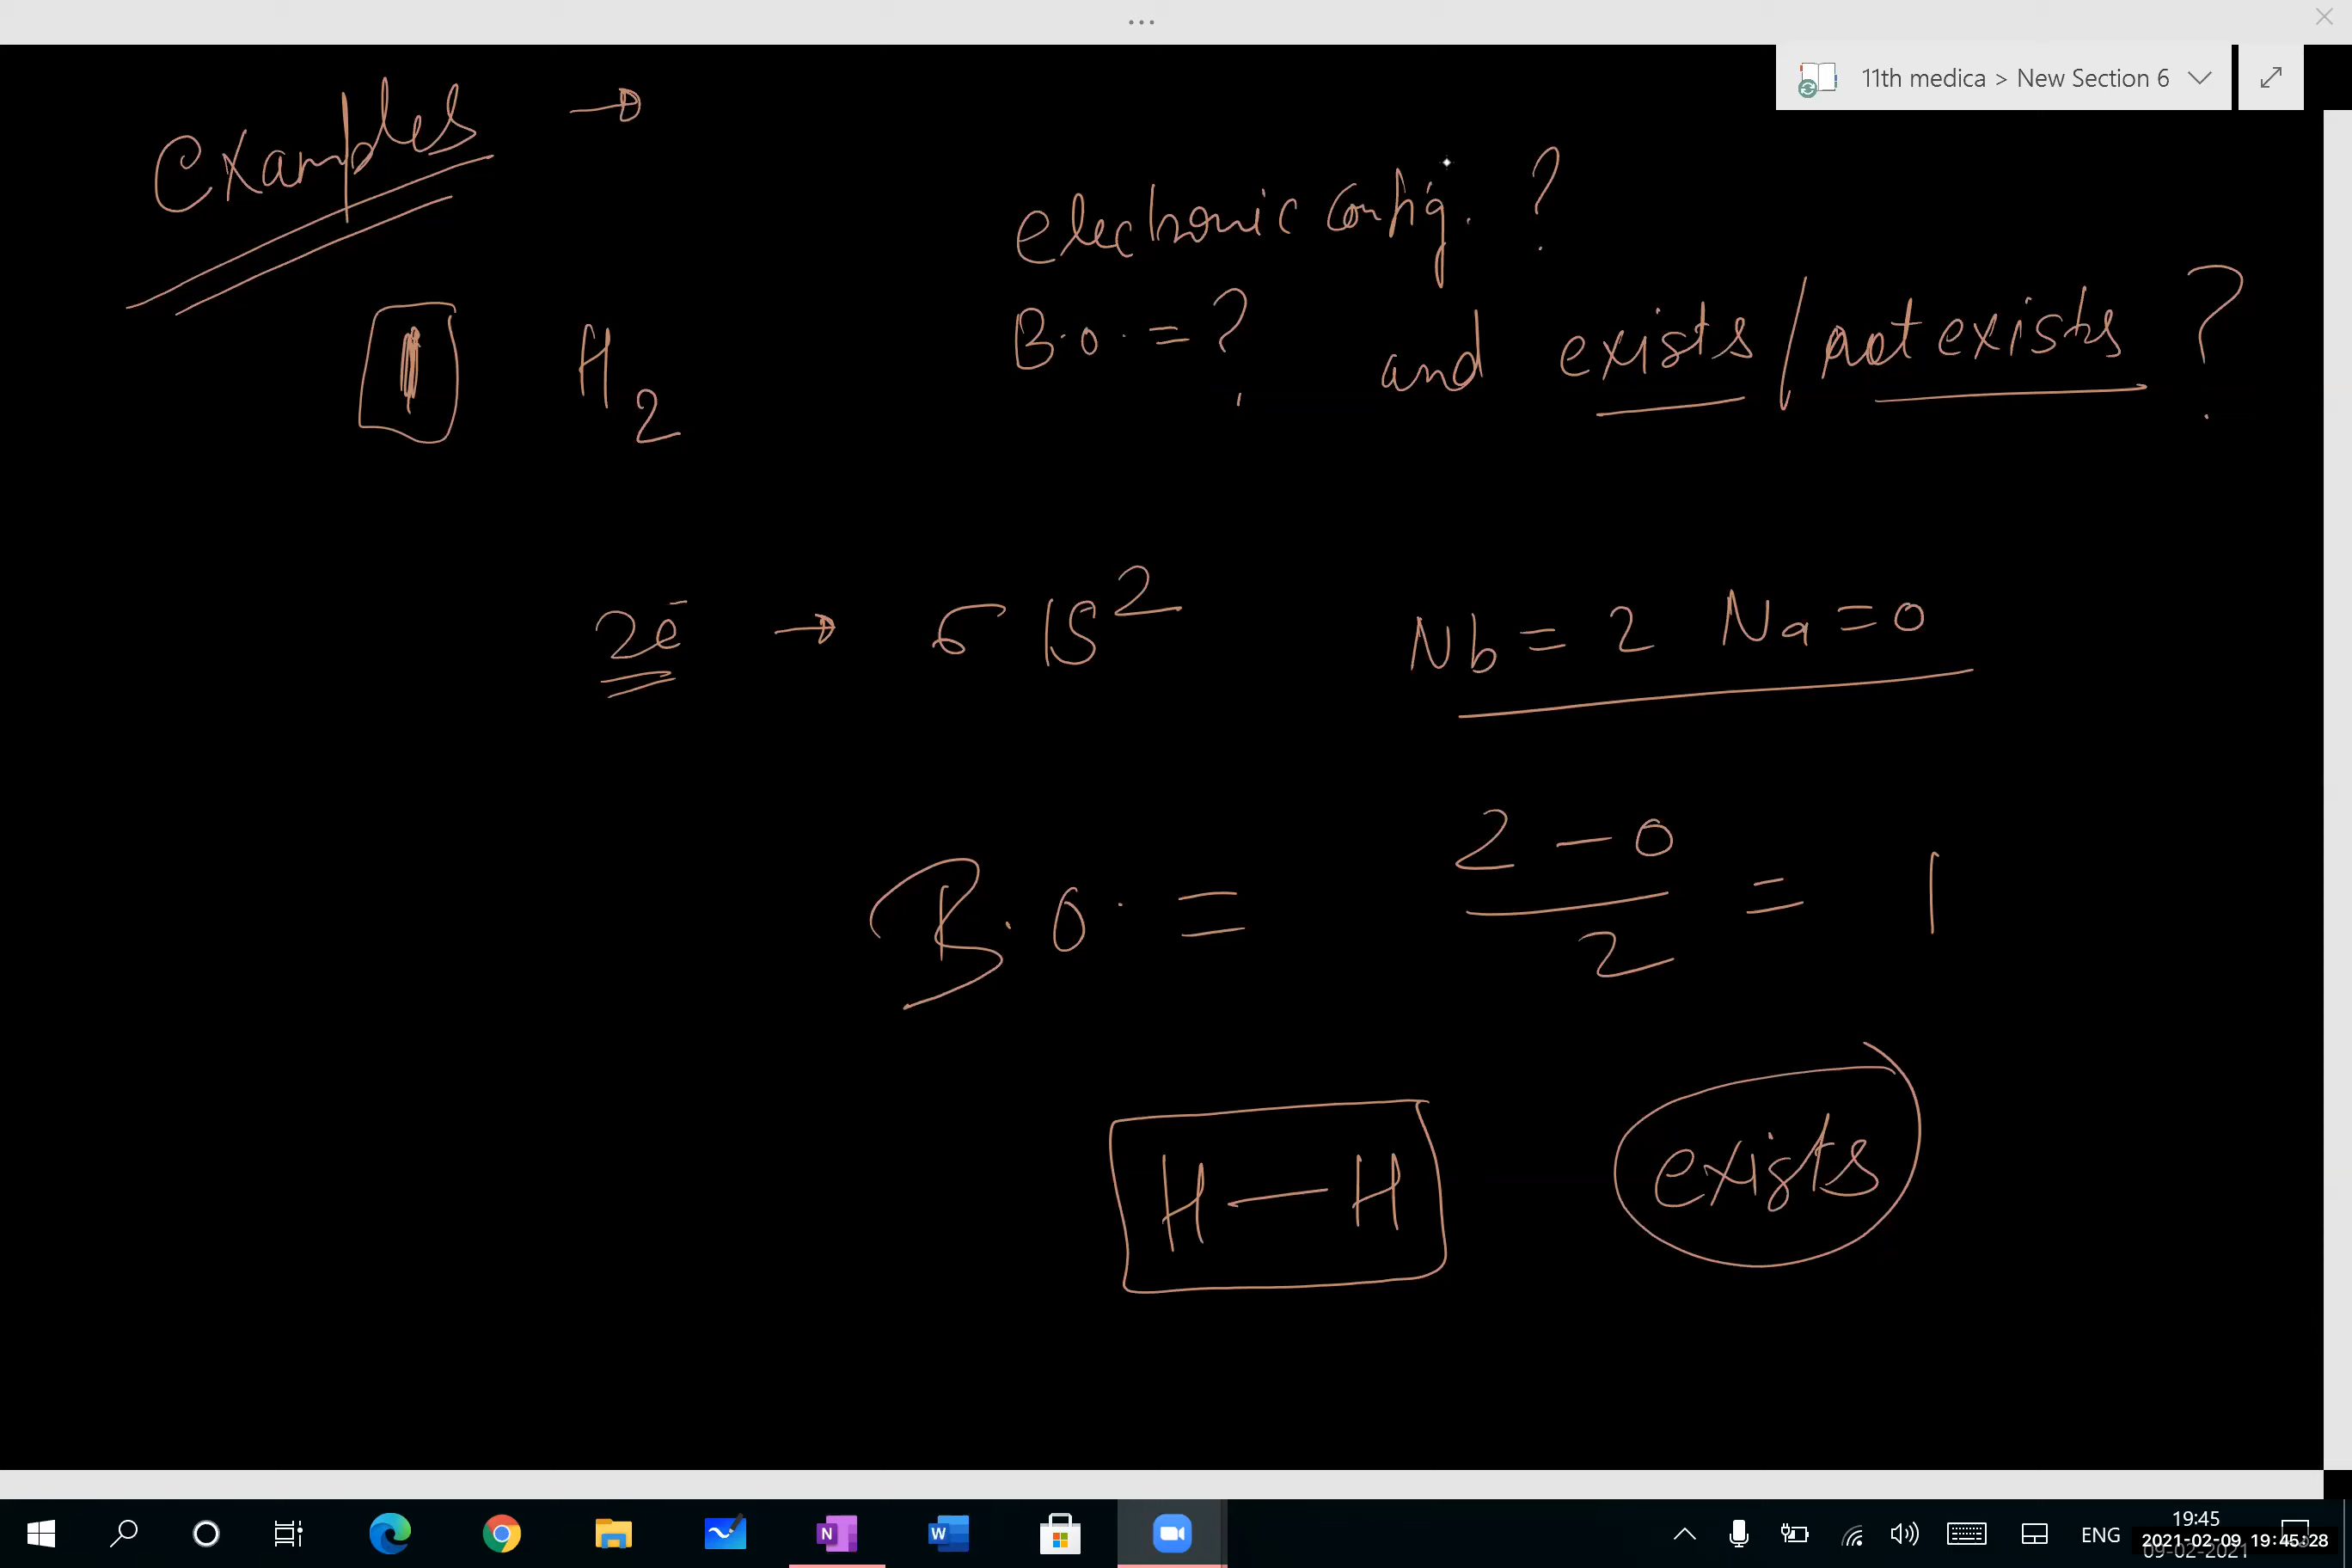 ...
11th medica > New Section 6
Examples →
electronic config. ?
B.O. = ? and exists/not exists ?
1 H2
2e⁻ → σ1s² Nb = 2 Na = 0
B.O. = 2 - 0 / 2 = 1
H — H exists
ENG
19:45
09-02-2021
2021-02-09 19:45:28